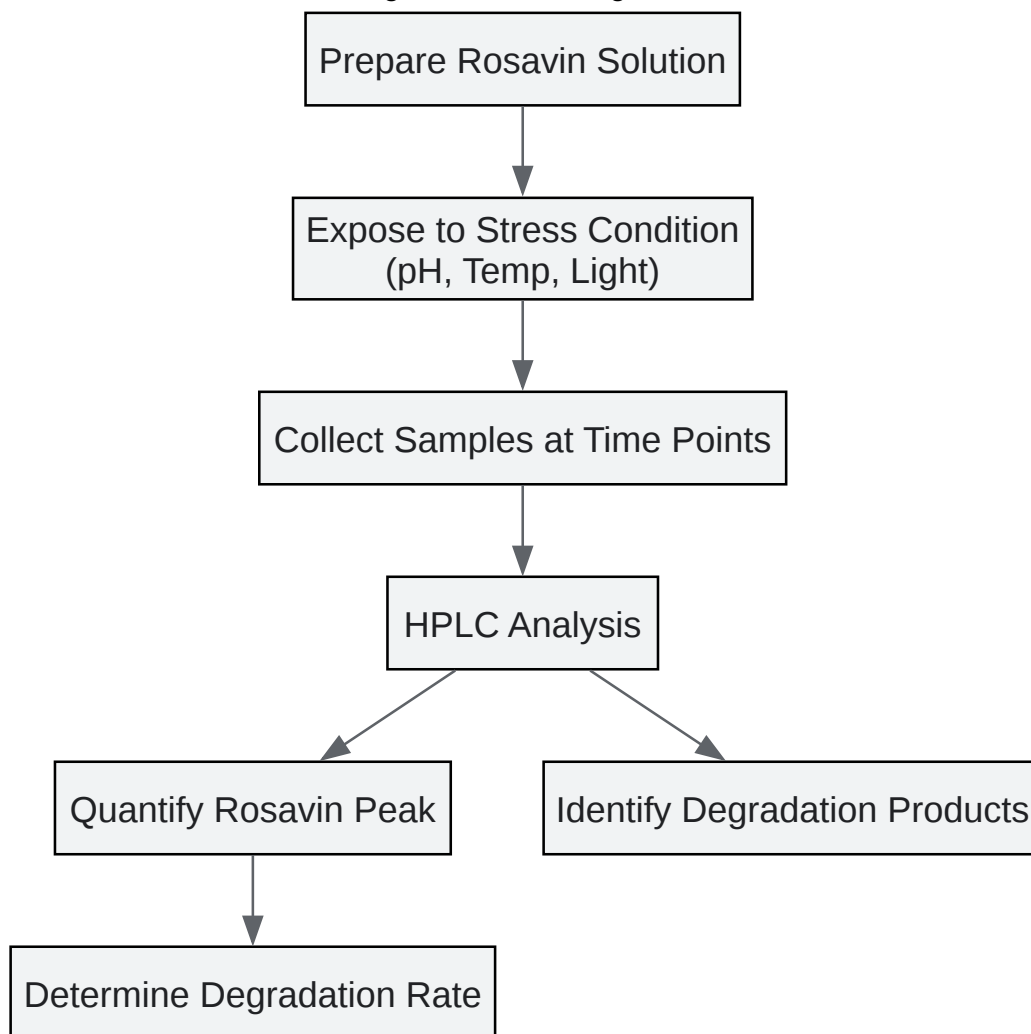 Prepare Rosavin Solution
Expose to Stress Condition
(pH, Temp, Light)
Collect Samples at Time Points
HPLC Analysis
Quantify Rosavin Peak
Identify Degradation Products
Determine Degradation Rate